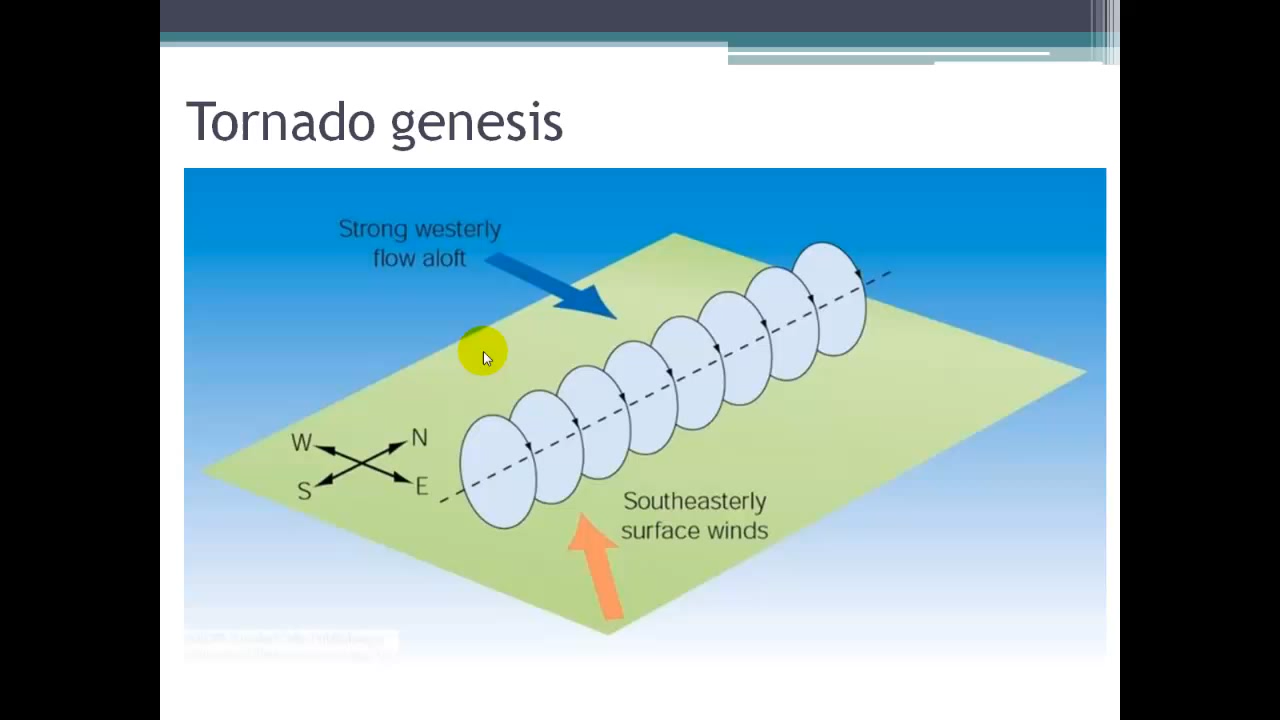 Tornado genesis
Strong westerly
flow aloft
W
N
S
E
Southeasterly
surface winds